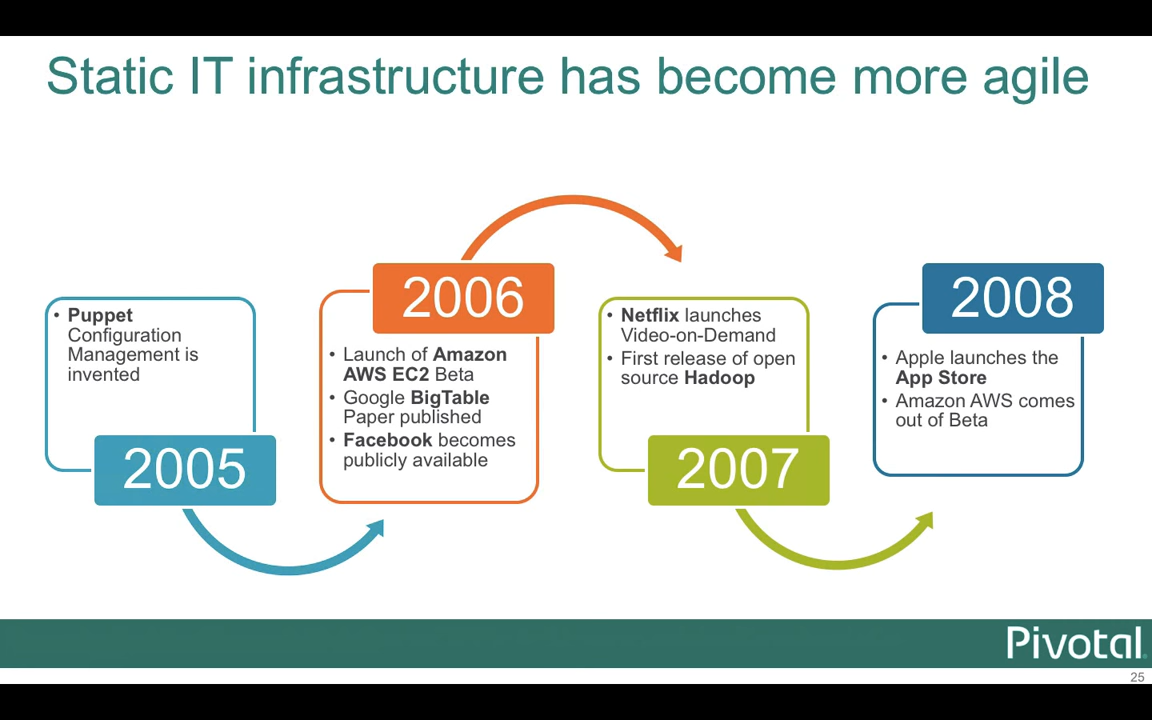 Static IT infrastructure has become more agile
• Puppet
Configuration
Management is
invented
2005
2006
• Launch of Amazon
AWS EC2 Beta
• Google BigTable
Paper published
• Facebook becomes
publicly available
• Netflix launches
Video-on-Demand
• First release of open
source Hadoop
2007
2008
• Apple launches the
App Store
• Amazon AWS comes
out of Beta
Pivotal
25